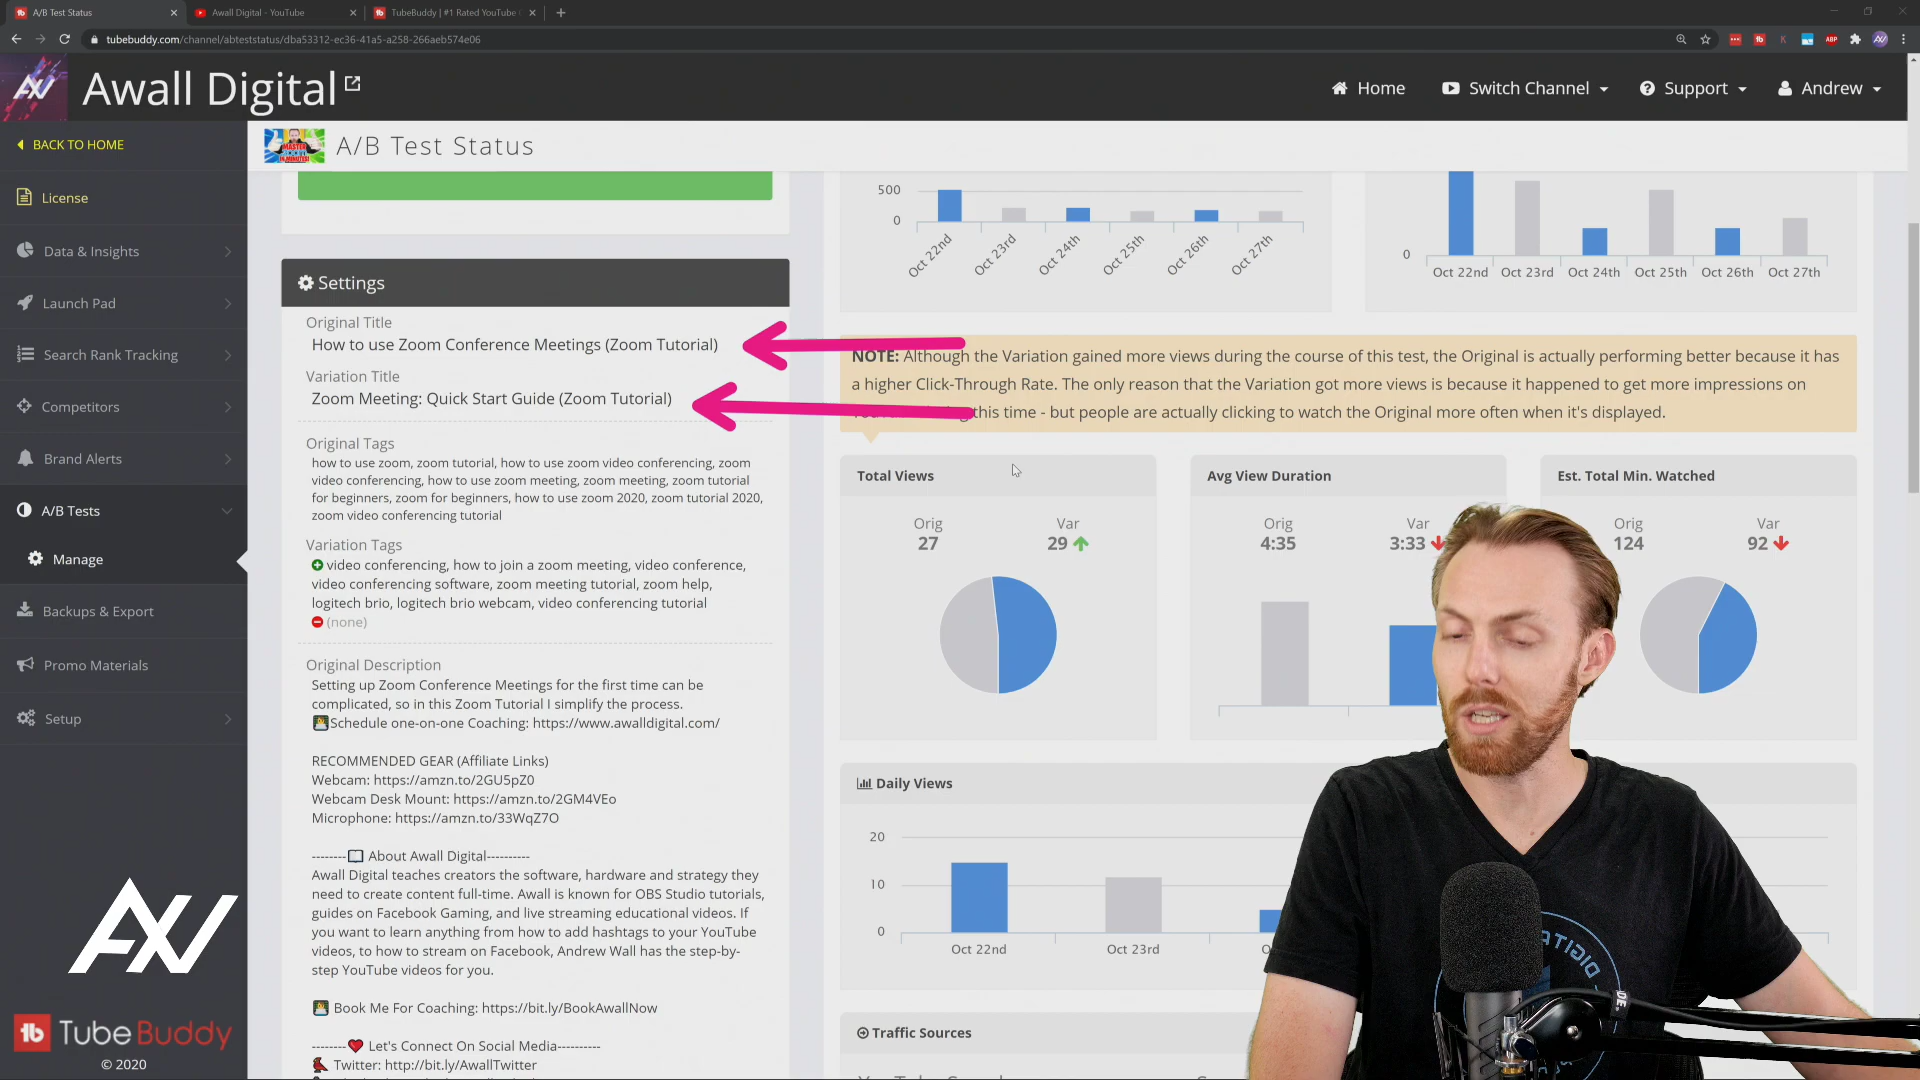 A/B Test Status
Awall Digital - YouTube
TubeBuddy | #1 Rated YouTube
tubebuddy.com/channel/abteststatus/dba53312-ec36-41a5-a258-266aeb574e06
ABP
Awall Digital
Home
Switch Channel
Support
Andrew
BACK TO HOME
License
Data & Insights
Launch Pad
Search Rank Tracking
Competitors
Brand Alerts
A/B Tests
Manage
Backups & Export
Promo Materials
Setup
TubeBuddy
© 2020
A/B Test Status
Settings
Original Title
How to use Zoom Conference Meetings (Zoom Tutorial)
Variation Title
Zoom Meeting: Quick Start Guide (Zoom Tutorial)
Original Tags
how to use zoom, zoom tutorial, how to use zoom video conferencing, zoom
video conferencing, how to use zoom meeting, zoom meeting, zoom tutorial
for beginners, zoom for beginners, how to use zoom 2020, zoom tutorial 2020,
zoom video conferencing tutorial
Variation Tags
video conferencing, how to join a zoom meeting, video conference,
video conferencing software, zoom meeting tutorial, zoom help,
logitech brio, logitech brio webcam, video conferencing tutorial
(none)
Original Description
Setting up Zoom Conference Meetings for the first time can be
complicated, so in this Zoom Tutorial I simplify the process.
Schedule one-on-one Coaching: https://www.awalldigital.com/
RECOMMENDED GEAR (Affiliate Links)
Webcam: https://amzn.to/2GU5pZ0
Webcam Desk Mount: https://amzn.to/2GM4VEo
Microphone: https://amzn.to/33WqZ7O
--------📖 About Awall Digital----------
Awall Digital teaches creators the software, hardware and strategy they
need to create content full-time. Awall is known for OBS Studio tutorials,
guides on Facebook Gaming, and live streaming educational videos. If
you want to learn anything from how to add hashtags to your YouTube
videos, to how to stream on Facebook, Andrew Wall has the step-by-
step YouTube videos for you.
Book Me For Coaching: https://bit.ly/BookAwallNow
--------❤️ Let's Connect On Social Media----------
Twitter: http://bit.ly/AwallTwitter
500
0
Oct 22nd Oct 23rd Oct 24th Oct 25th Oct 26th Oct 27th
0
Oct 22nd Oct 23rd Oct 24th Oct 25th Oct 26th Oct 27th
NOTE: Although the Variation gained more views during the course of this test, the Original is actually performing better because it has
a higher Click-Through Rate. The only reason that the Variation got more views is because it happened to get more impressions on
this time - but people are actually clicking to watch the Original more often when it's displayed.
Total Views
Orig Var
27 29
Avg View Duration
Orig Var
4:35 3:33
Est. Total Min. Watched
Orig Var
124 92
Daily Views
20
10
0
Oct 22nd Oct 23rd
Traffic Sources